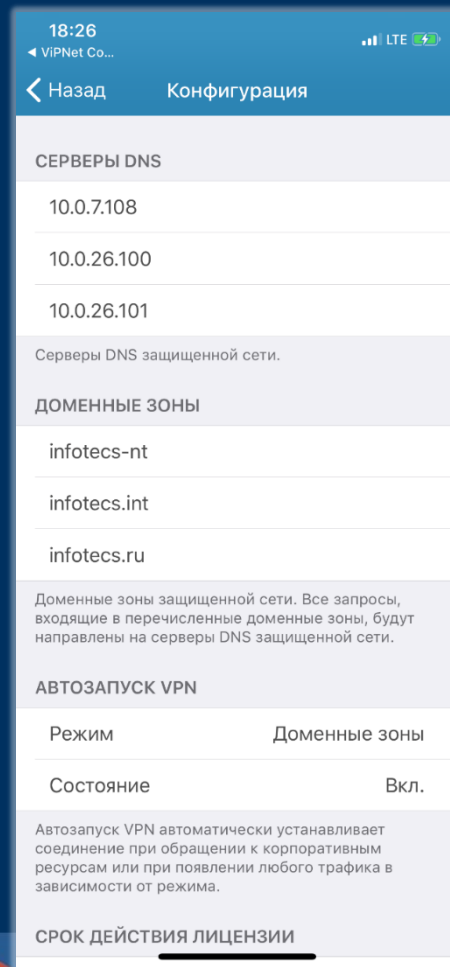 18:26
LTE
◀ ViPNet Co...
Назад
Конфигурация
СЕРВЕРЫ DNS
10.0.7.108
10.0.26.100
10.0.26.101
Серверы DNS защищенной сети.
ДОМЕННЫЕ ЗОНЫ
infotecs-nt
infotecs.int
infotecs.ru
Доменные зоны защищенной сети. Все запросы,
входящие в перечисленные доменные зоны, будут
направлены на серверы DNS защищенной сети.
АВТОЗАПУСК VPN
Режим Доменные зоны
Состояние Вкл.
Автозапуск VPN автоматически устанавливает
соединение при обращении к корпоративным
ресурсам или при появлении любого трафика в
зависимости от режима.
СРОК ДЕЙСТВИЯ ЛИЦЕНЗИИ